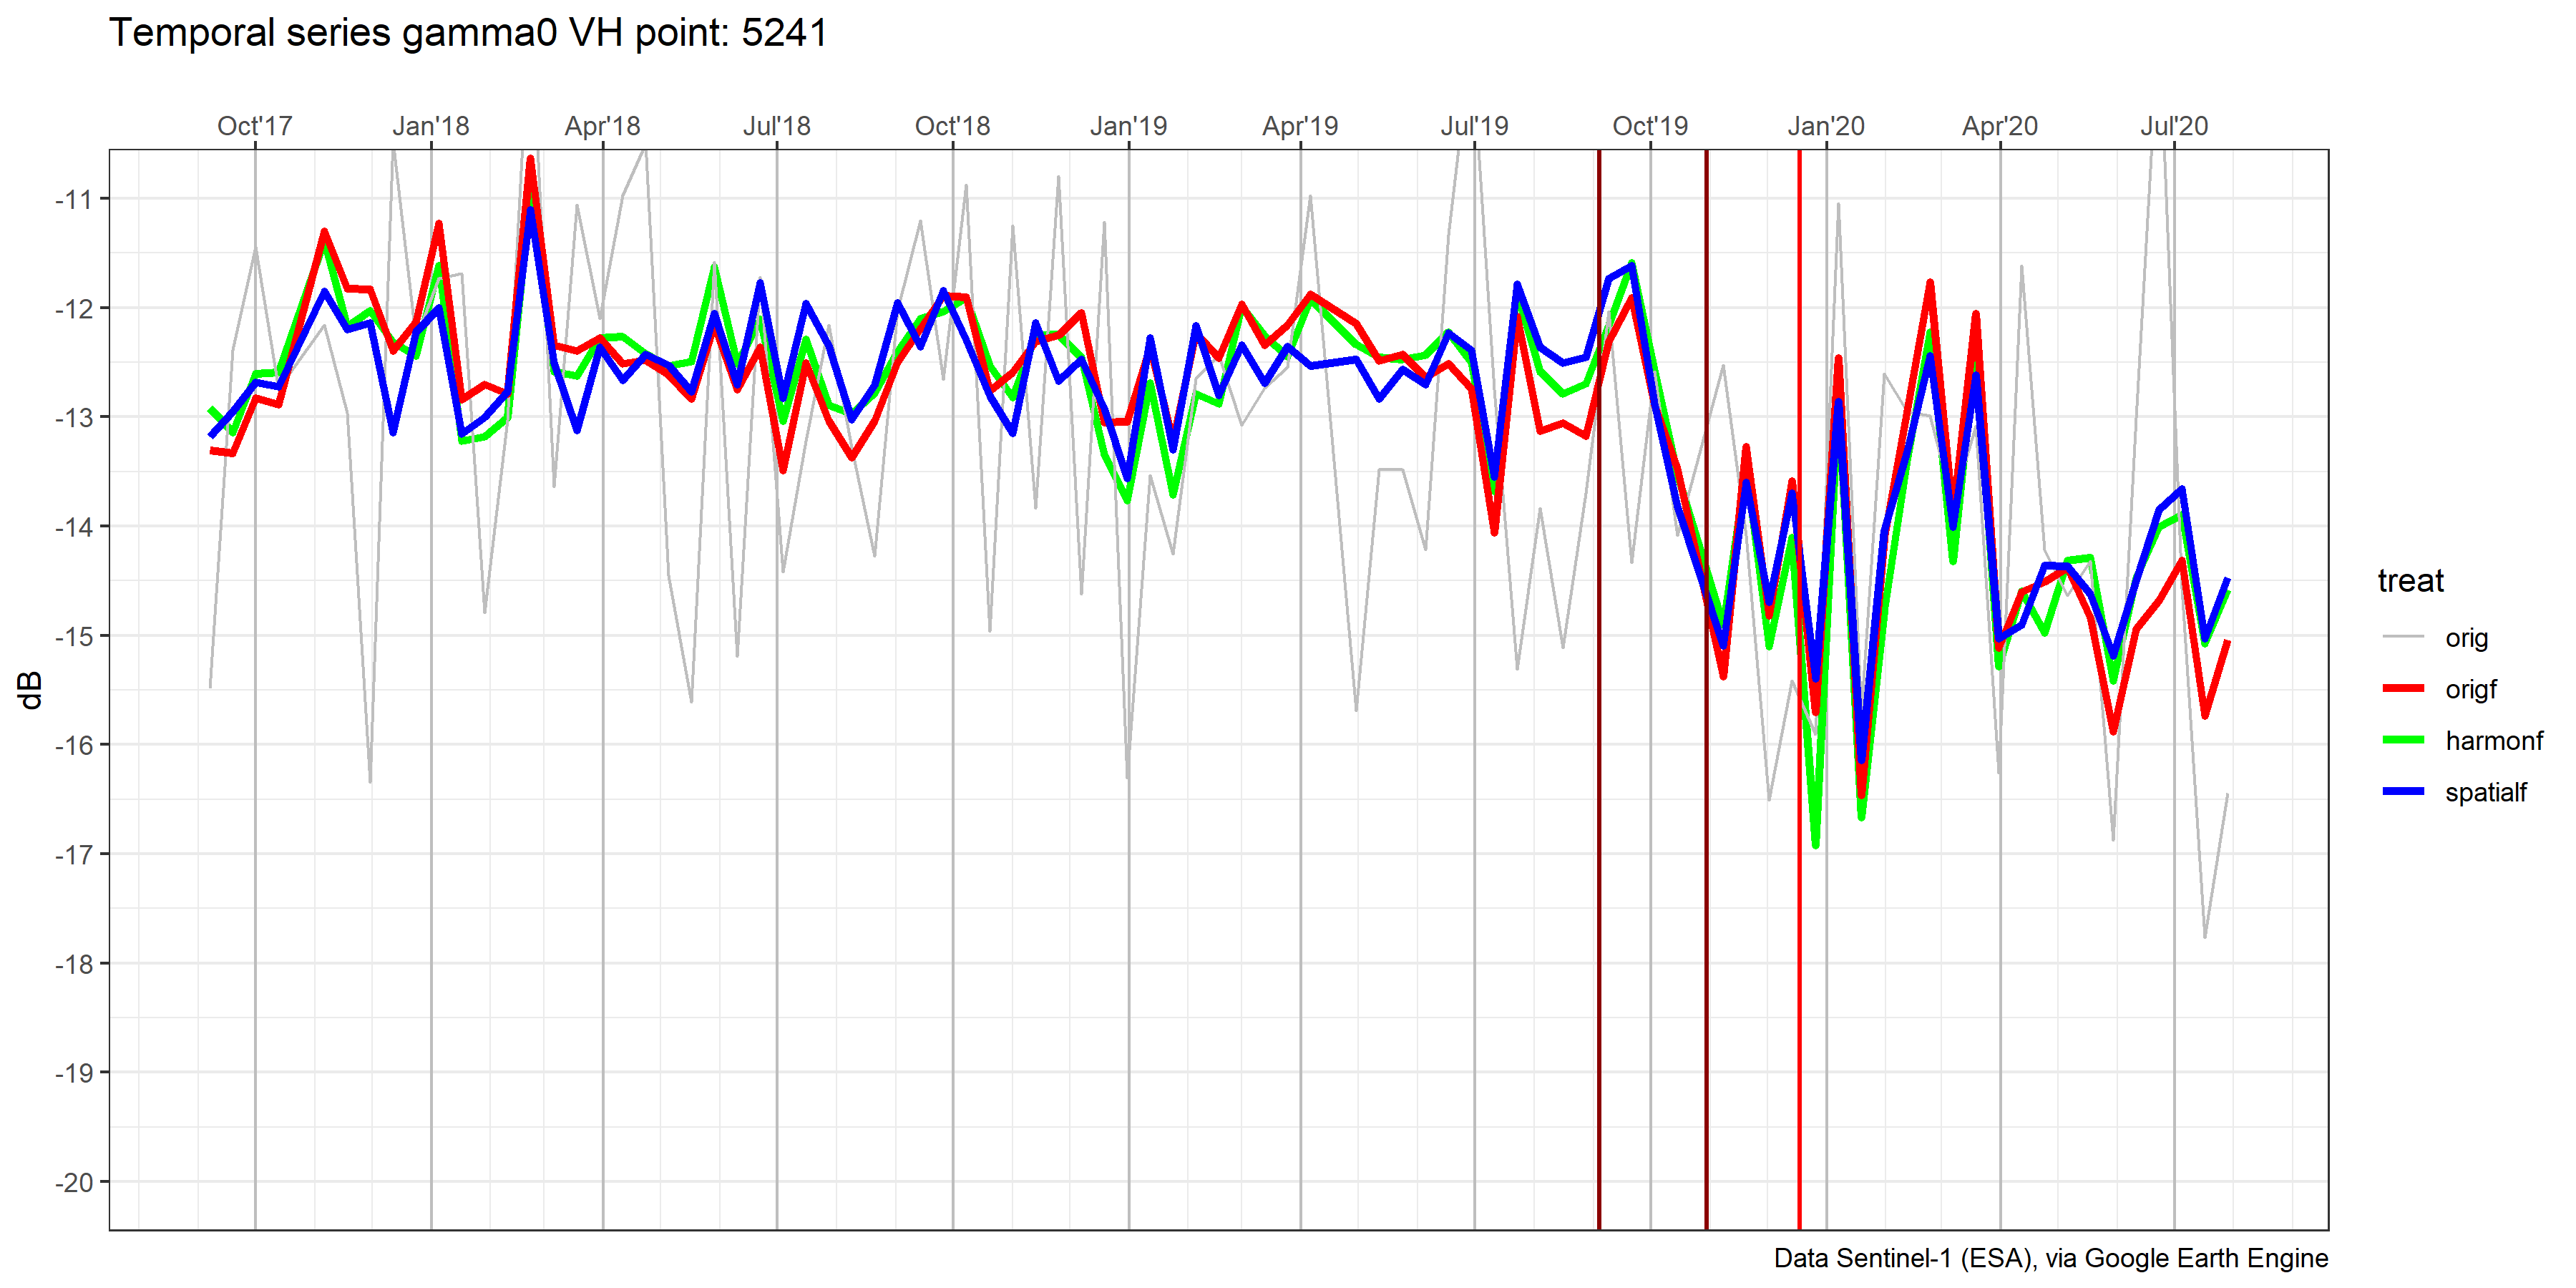 Temporal series gamma0 VH point: 5241
Oct'17 Jan'18 Apr'18 Jul'18 Oct'18 Jan'19 Apr'19 Jul'19 Oct'19 Jan'20 Apr'20 Jul'20
-11
-12
-13
-14
-15
-16
-17
-18
-19
-20
dB
treat
orig
origf
harmonf
spatialf
Data Sentinel-1 (ESA), via Google Earth Engine